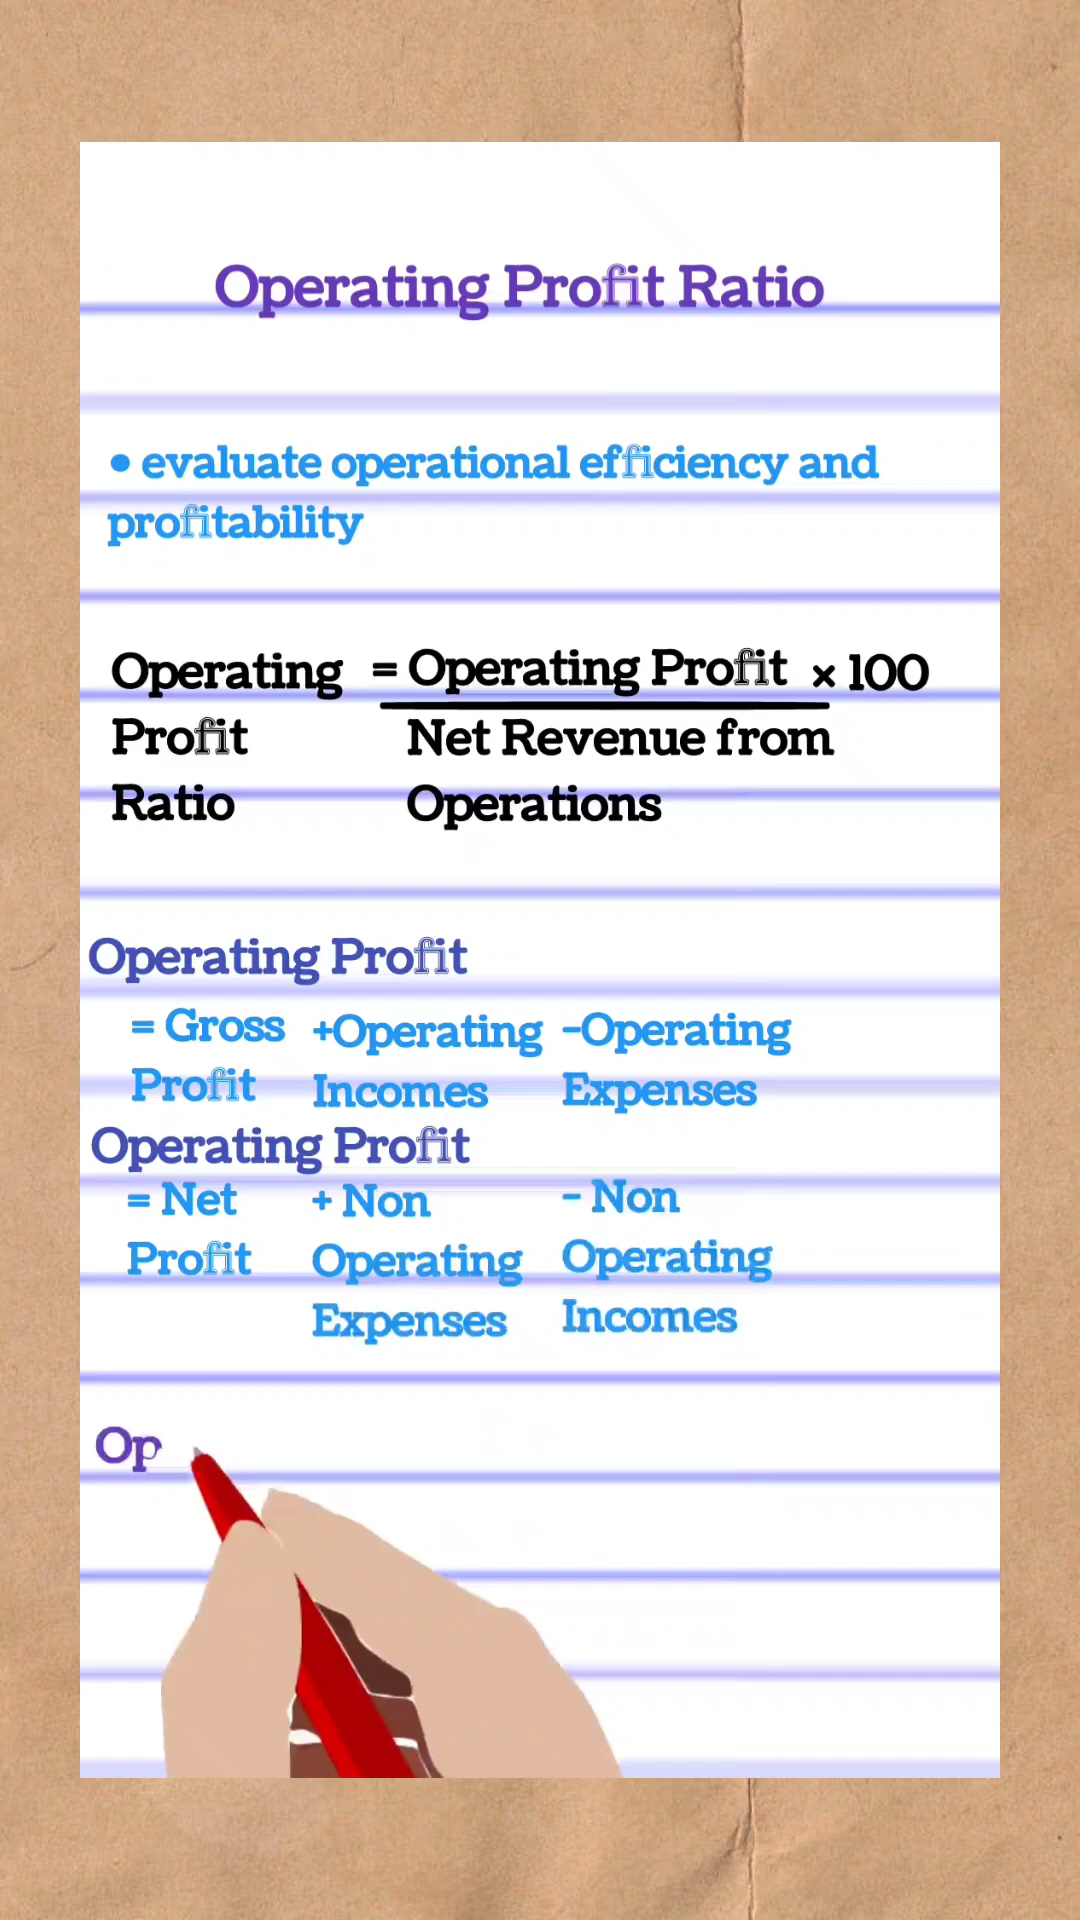 Operating Profit Ratio
• evaluate operational efficiency and
profitability
Operating = Operating Profit × 100
Profit Net Revenue from
Ratio Operations
Operating Profit
= Gross +Operating -Operating
Profit Incomes Expenses
Operating Profit
= Net + Non - Non
Profit Operating Operating
Expenses Incomes
Op